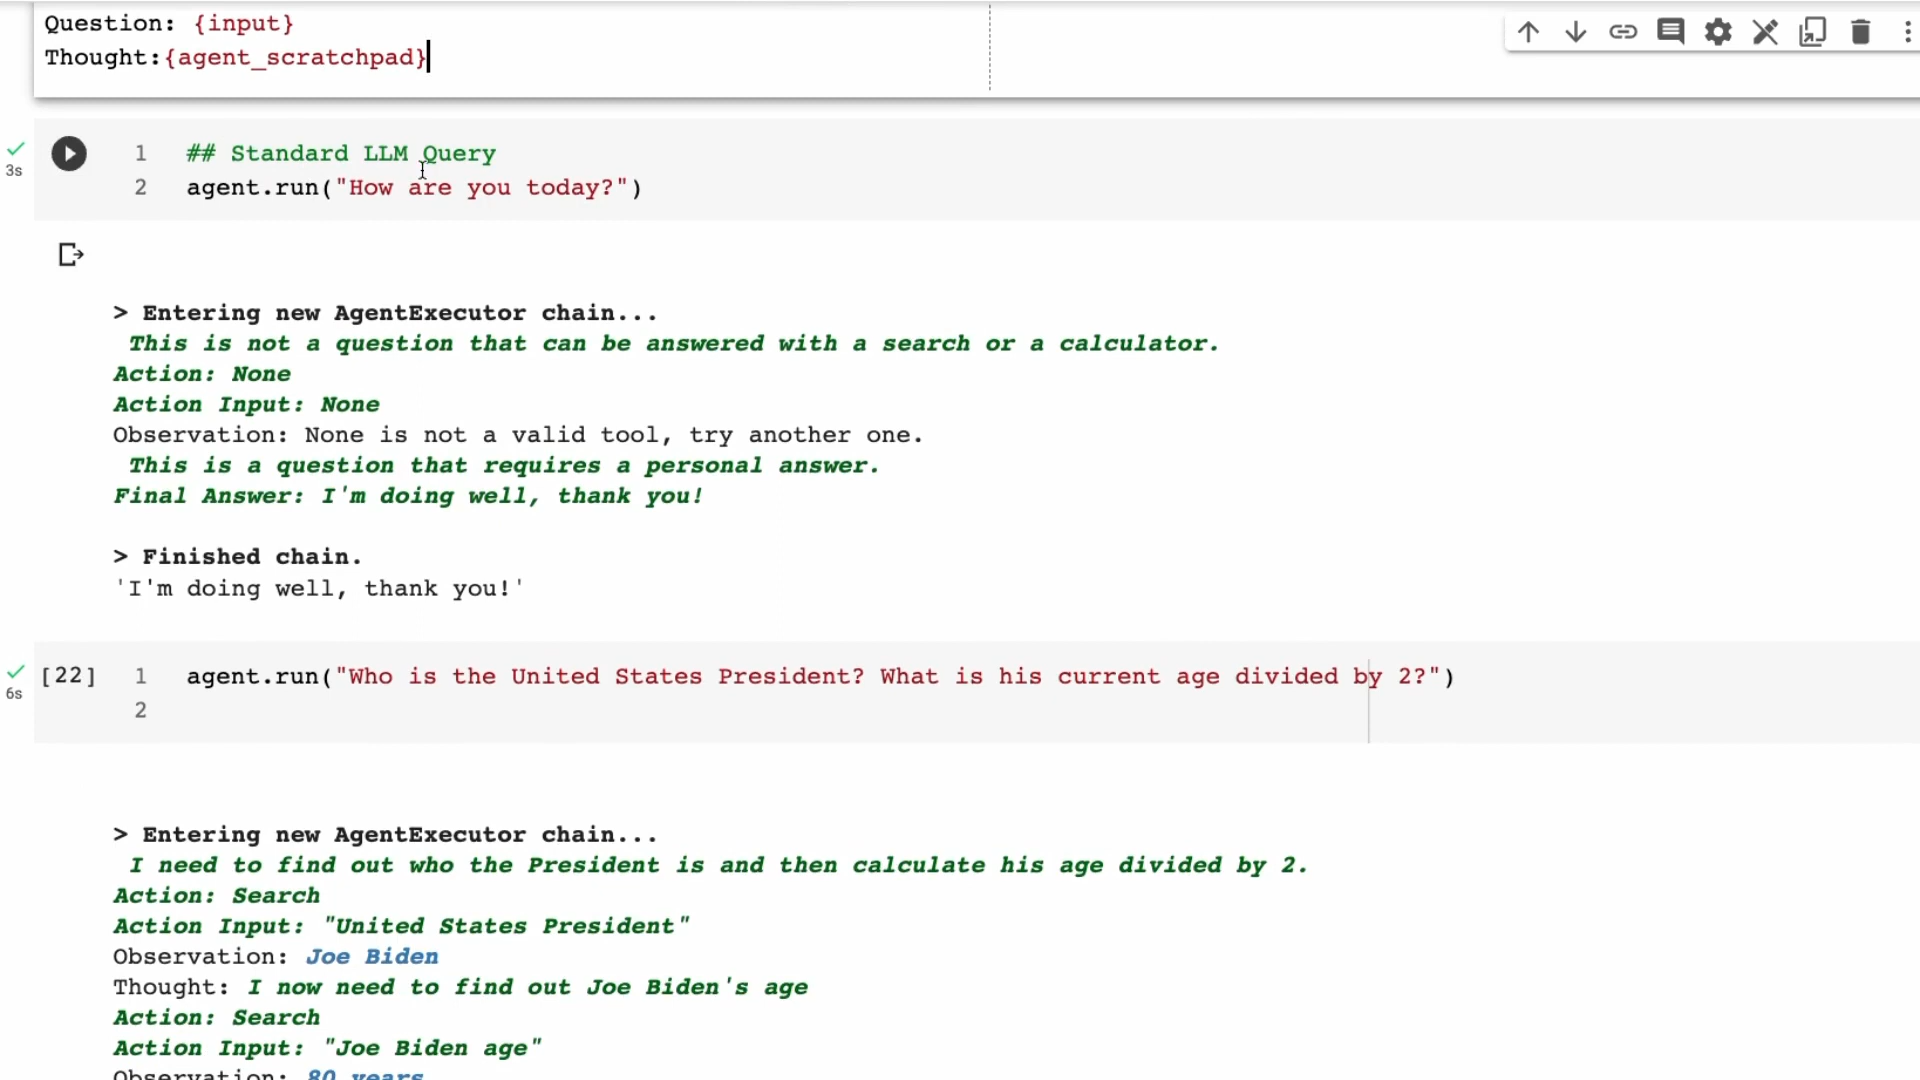 Question: {input}
Thought:{agent_scratchpad}
3s
1 ## Standard LLM Query
2 agent.run("How are you today?")
> Entering new AgentExecutor chain...
This is not a question that can be answered with a search or a calculator.
Action: None
Action Input: None
Observation: None is not a valid tool, try another one.
This is a question that requires a personal answer.
Final Answer: I'm doing well, thank you!
> Finished chain.
'I'm doing well, thank you!'
6s
[22] 1 agent.run("Who is the United States President? What is his current age divided by 2?")
2
> Entering new AgentExecutor chain...
I need to find out who the President is and then calculate his age divided by 2.
Action: Search
Action Input: "United States President"
Observation: Joe Biden
Thought: I now need to find out Joe Biden's age
Action: Search
Action Input: "Joe Biden age"
Observation: 80 years